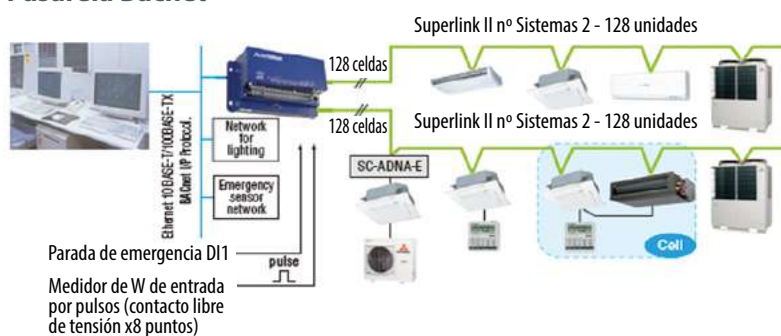 Superlink II nº Sistemas 2 - 128 unidades
128 celdas
128 celdas
Superlink II nº Sistemas 2 - 128 unidades
Ethernet 10BASE-T/100BASE-TX
BACnet I/P Protocol.
Network
for
lighting
Emergency
sensor
network
SC-ADNA-E
Cell
Parada de emergencia DI1
pulse
Medidor de W de entrada
por pulsos (contacto libre
de tensión x8 puntos)